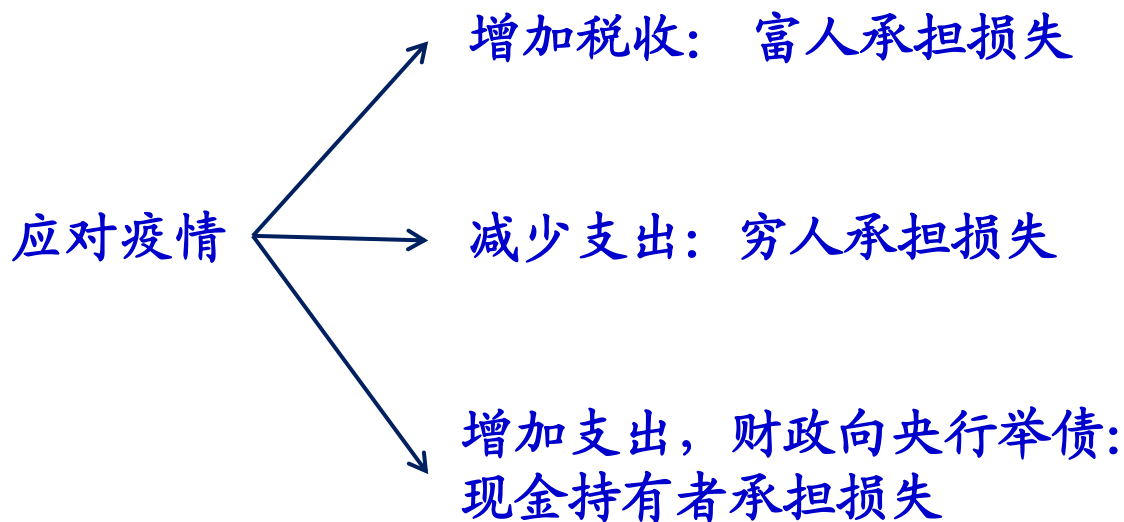 增加税收： 富人承担损失
应对疫情
减少支出：穷人承担损失
增加支出，财政向央行举债：
现金持有者承担损失